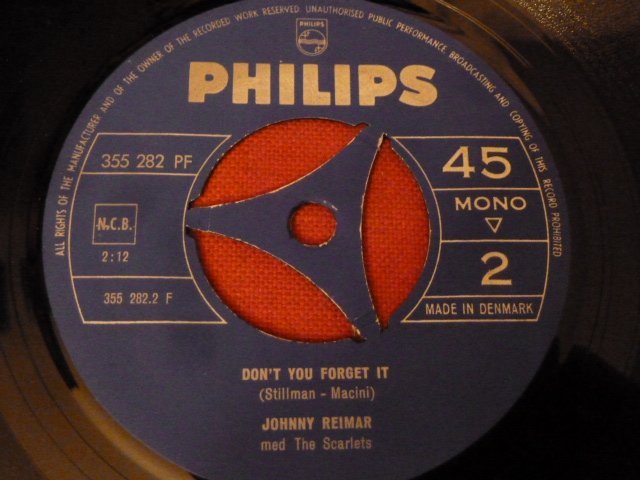 ALL RIGHTS OF THE MANUFACTURER AND OF THE OWNER OF THE RECORDED WORK RESERVED UNAUTHORISED PUBLIC PERFORMANCE BROADCASTING AND COPYING OF THIS RECORD PROHIBITED
PHILIPS
PHILIPS
355 282 PF
N.C.B.
2:12
355 282.2 F
45
MONO
2
MADE IN DENMARK
DON'T YOU FORGET IT
(Stillman - Macini)
JOHNNY REIMAR
med The Scarlets